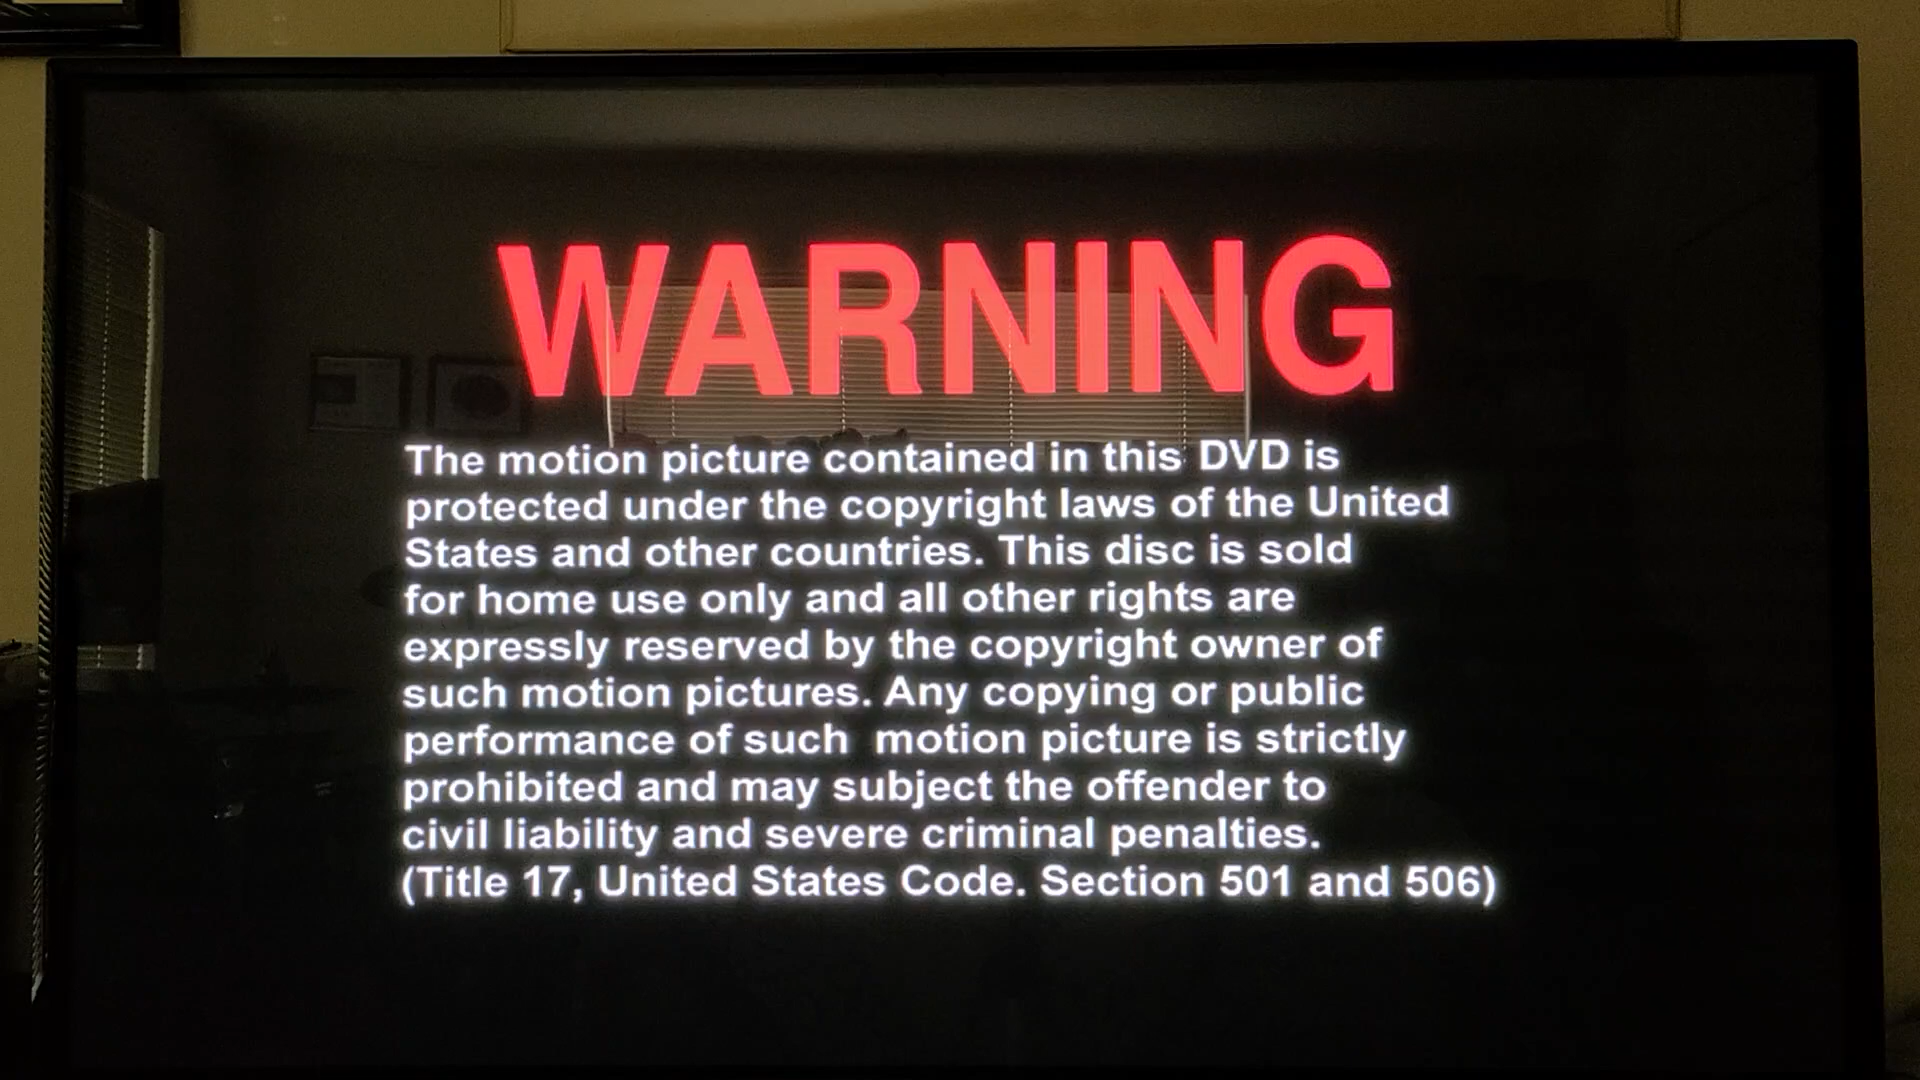 WARNING
The motion picture contained in this DVD is
protected under the copyright laws of the United
States and other countries. This disc is sold
for home use only and all other rights are
expressly reserved by the copyright owner of
such motion pictures. Any copying or public
performance of such  motion picture is strictly
prohibited and may subject the offender to
civil liability and severe criminal penalties.
(Title 17, United States Code. Section 501 and 506)